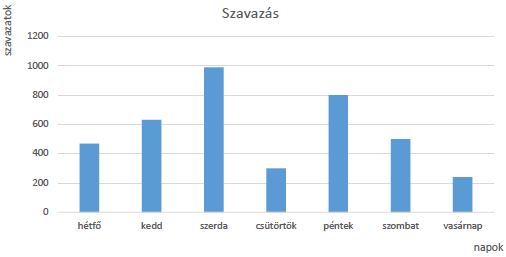 Szavazás
szavazatok
1200
1000
800
600
400
200
0
hétfő kedd szerda csütörtök péntek szombat vasárnap
napok